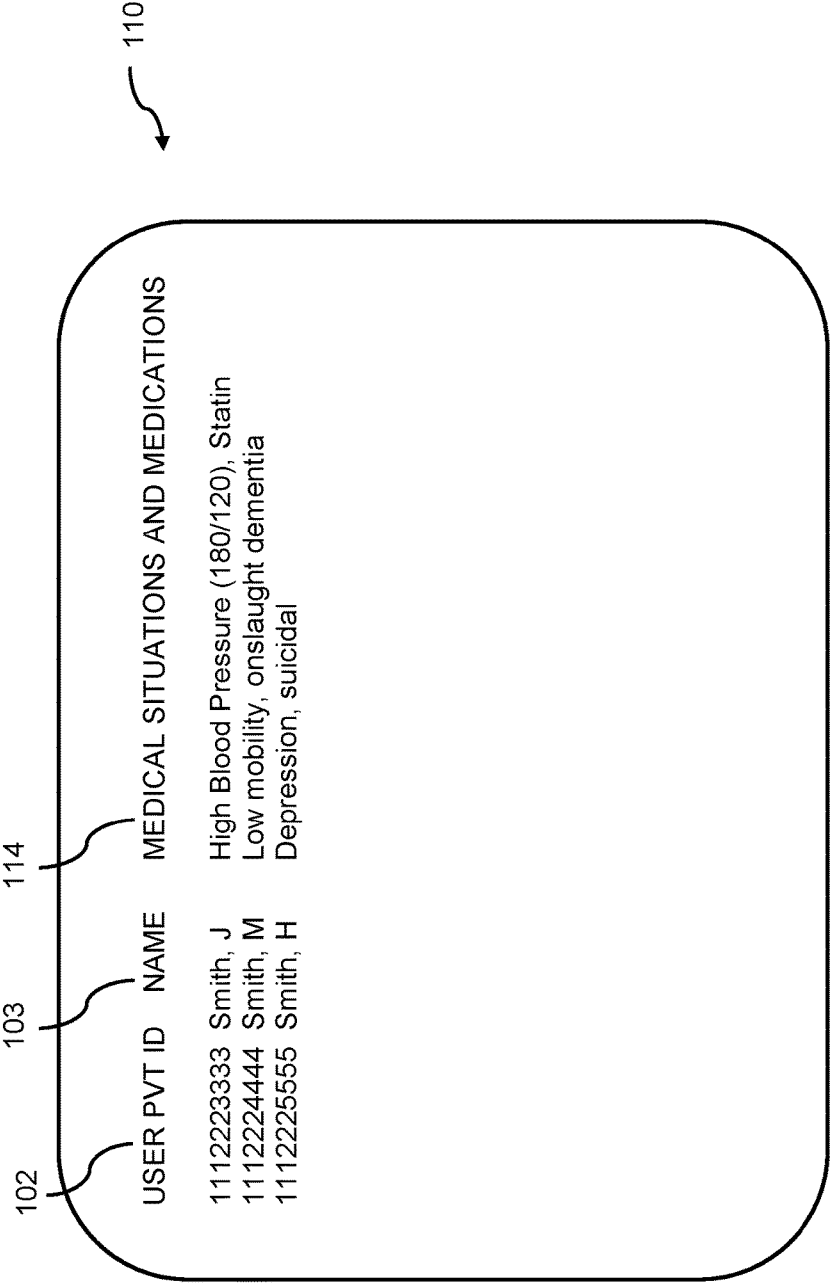 110
102 103 114
USER PVT ID NAME MEDICAL SITUATIONS AND MEDICATIONS
1112223333 Smith, J High Blood Pressure (180/120), Statin
1112224444 Smith, M Low mobility, onslaught dementia
1112225555 Smith, H Depression, suicidal